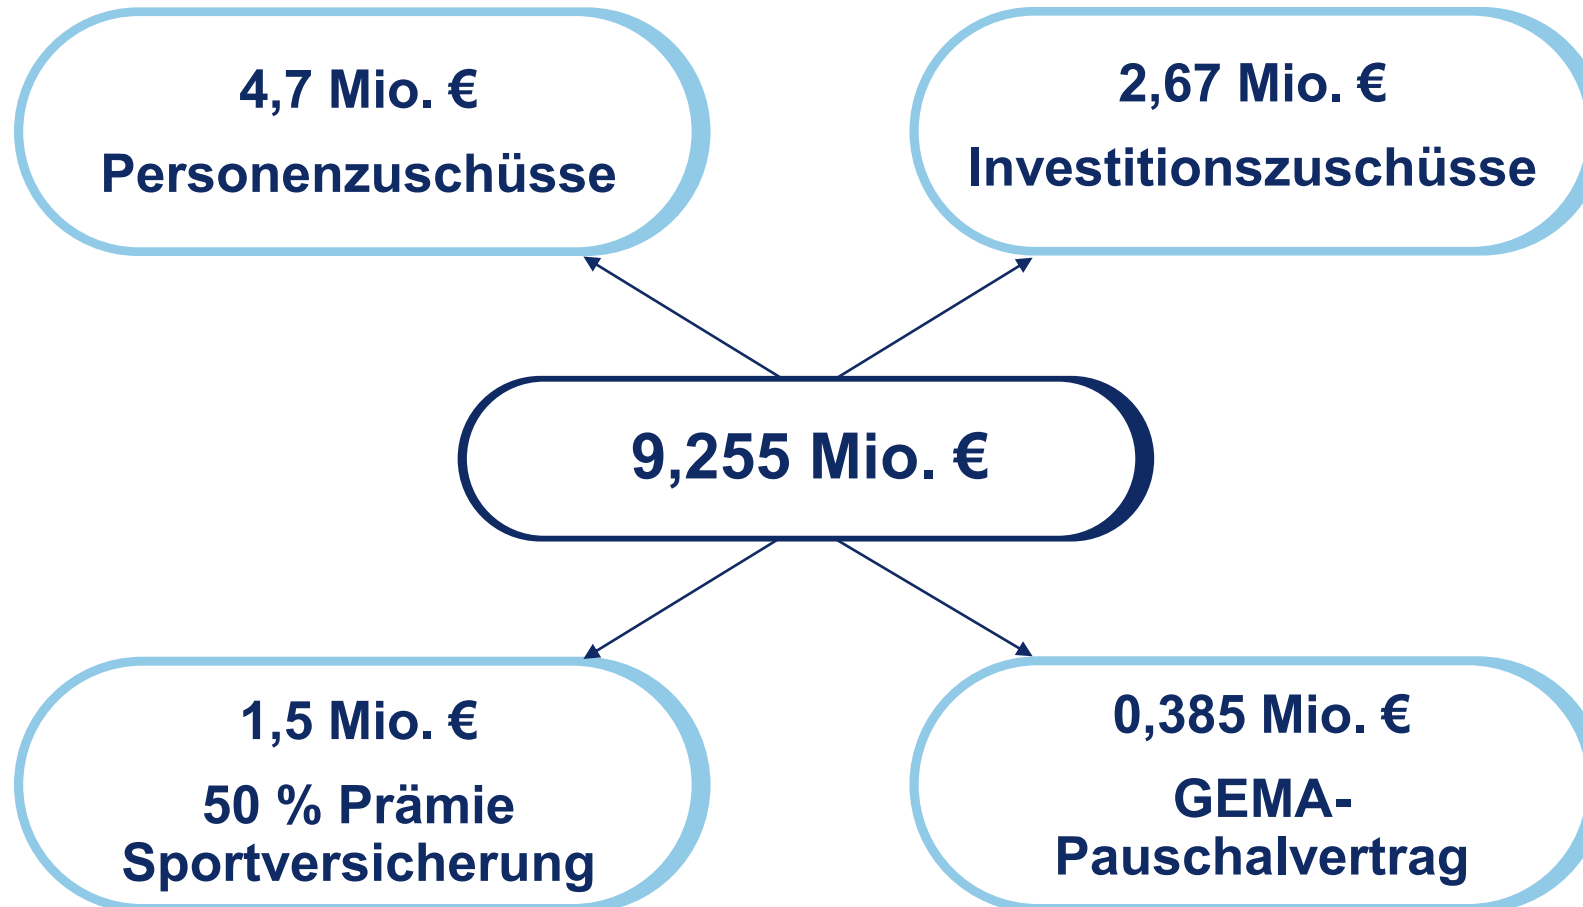 4,7 Mio. €
Personenzuschüsse
2,67 Mio. €
Investitionszuschüsse
9,255 Mio. €
1,5 Mio. €
50 % Prämie
Sportversicherung
0,385 Mio. €
GEMA-
Pauschalvertrag